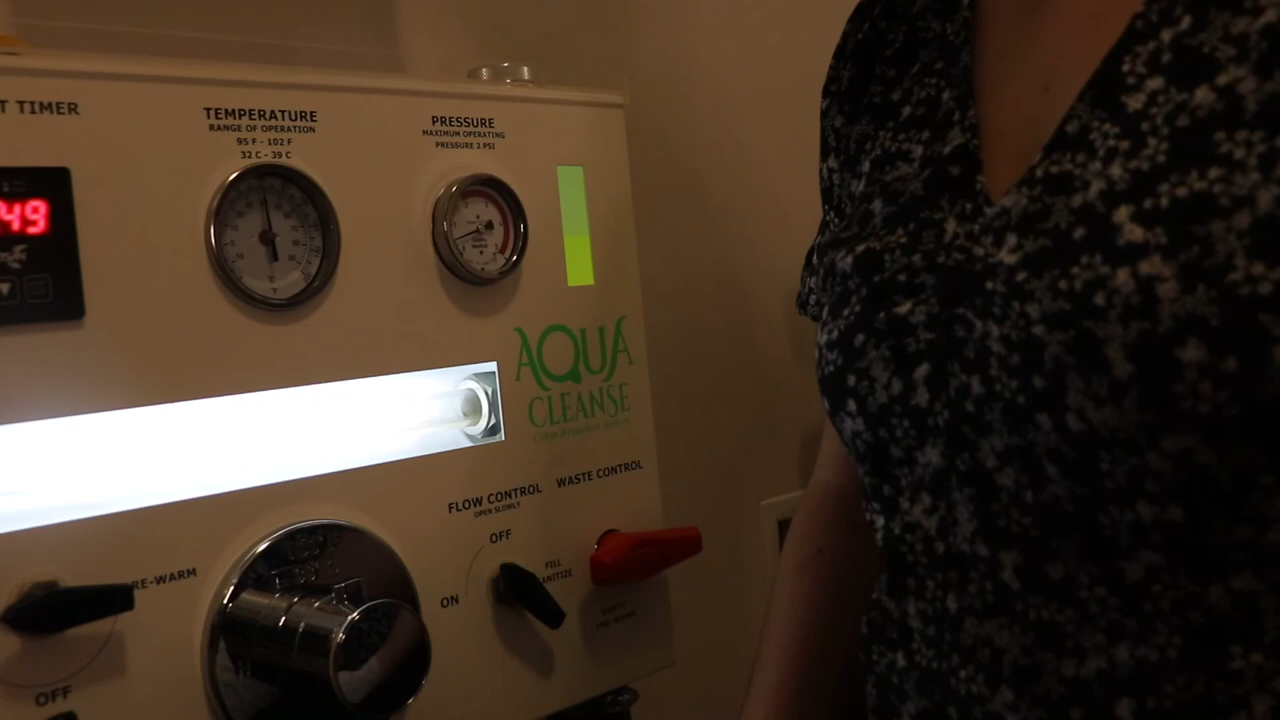 T TIMER
TEMPERATURE
RANGE OF OPERATION
95 F - 102 F
32 C - 39 C
PRESSURE
MAXIMUM OPERATING
PRESSURE 2 PSI
49
AQUA
CLEANSE
FLOW CONTROL
OPEN SLOWLY
WASTE CONTROL
OFF
FILL
ANITIZE
ON
RE-WARM
OFF